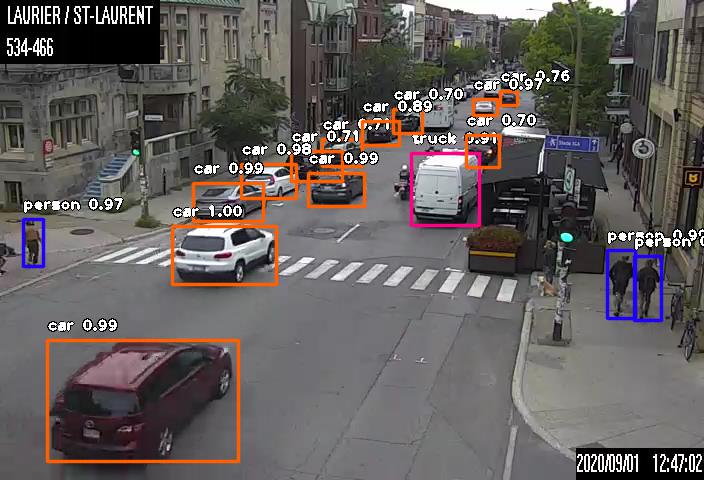 LAURIER / ST-LAURENT
534-466
car 0.76
car 0.97
car 0.70
car 0.89
car 0.70
0.71
0.71
truck 0.91
car 0.98
car 0.99
car 0.99
person 0.97
car 1.00
car 0.99
2020/09/01 12:47:02